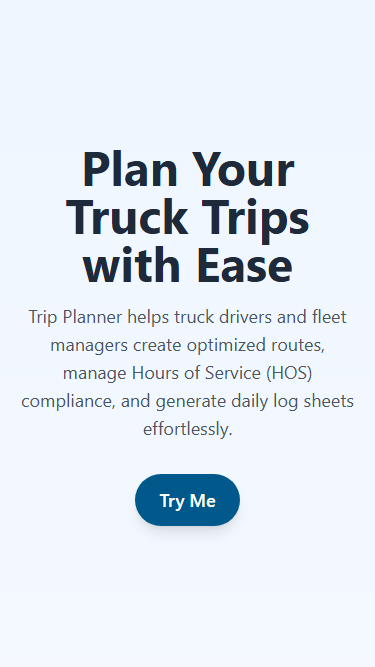 Plan Your
Truck Trips
with Ease
Trip Planner helps truck drivers and fleet
managers create optimized routes,
manage Hours of Service (HOS)
compliance, and generate daily log sheets
effortlessly.
Try Me